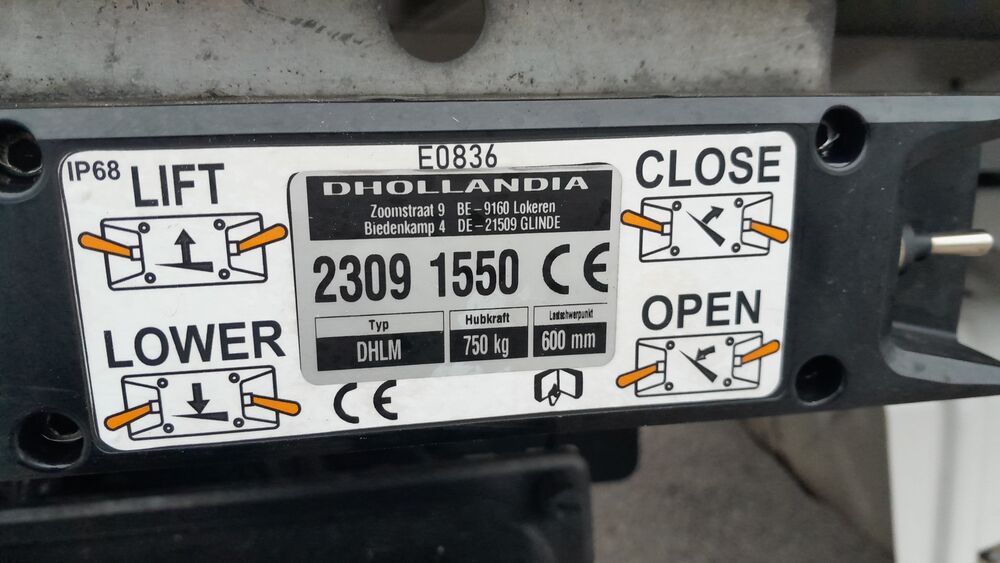 IP68
LIFT
LOWER
E0836
DHOLLANDIA
Zoomstraat 9 BE-9160 Lokeren
Biedenkamp 4 DE-21509 GLINDE
2309 1550 CE
Typ Hubkraft Lastschwerpunkt
DHLM 750 kg 600 mm
CE
CLOSE
OPEN